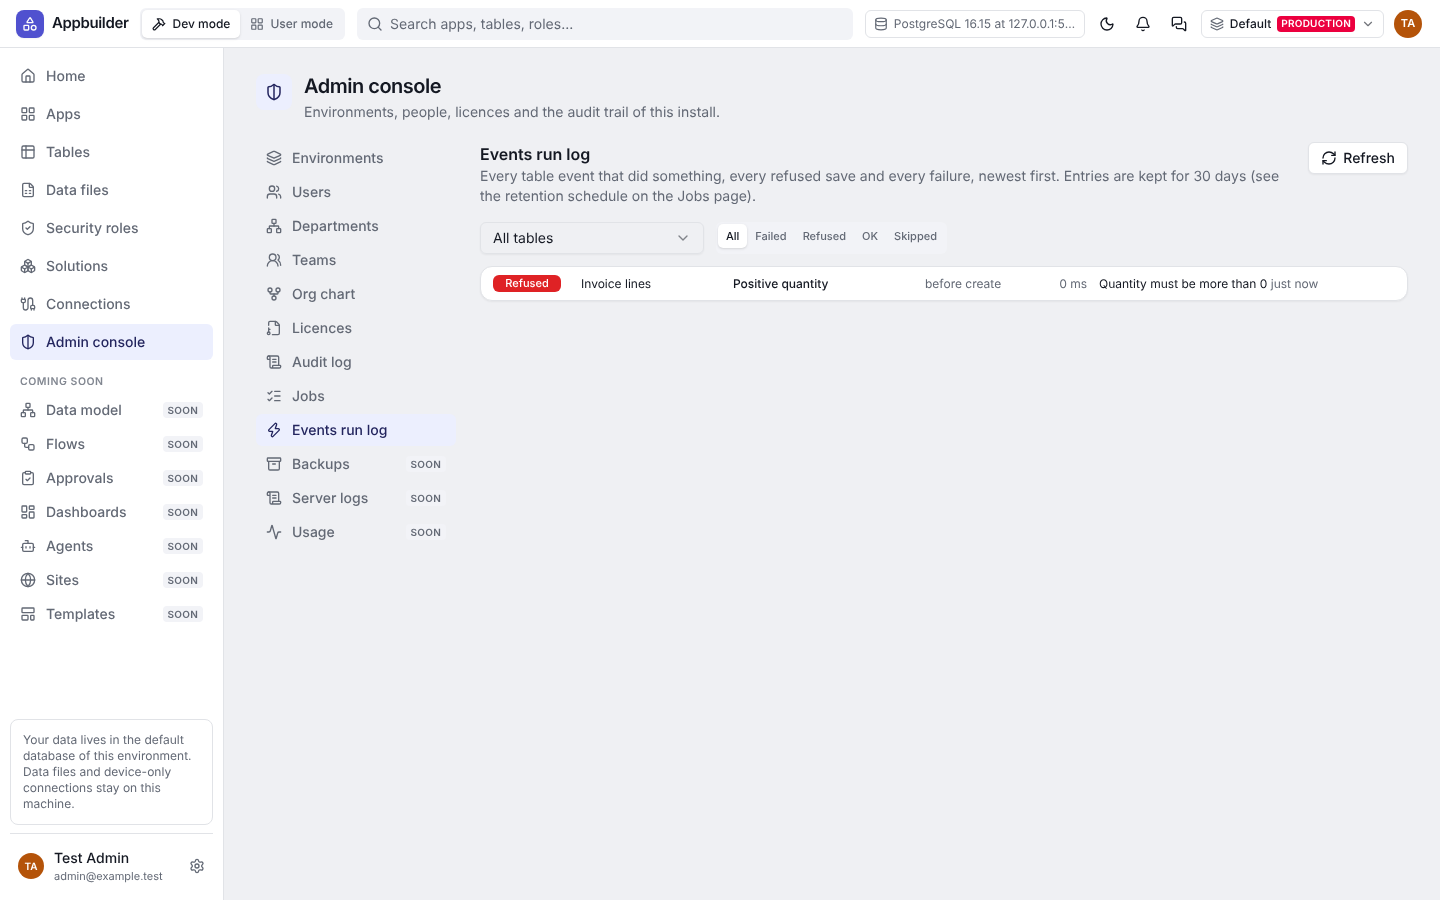 Appbuilder
Dev mode
User mode
Search apps, tables, roles...
PostgreSQL 16.15 at 127.0.0.1:5...
Default PRODUCTION
TA
Home
Apps
Tables
Data files
Security roles
Solutions
Connections
Admin console
COMING SOON
Data model SOON
Flows SOON
Approvals SOON
Dashboards SOON
Agents SOON
Sites SOON
Templates SOON
Your data lives in the default
database of this environment.
Data files and device-only
connections stay on this
machine.
TA
Test Admin
admin@example.test
Admin console
Environments, people, licences and the audit trail of this install.
Environments
Users
Departments
Teams
Org chart
Licences
Audit log
Jobs
Events run log
Backups SOON
Server logs SOON
Usage SOON
Events run log
Every table event that did something, every refused save and every failure, newest first. Entries are kept for 30 days (see
the retention schedule on the Jobs page).
Refresh
All tables
All Failed Refused OK Skipped
Refused Invoice lines Positive quantity before create 0 ms Quantity must be more than 0 just now